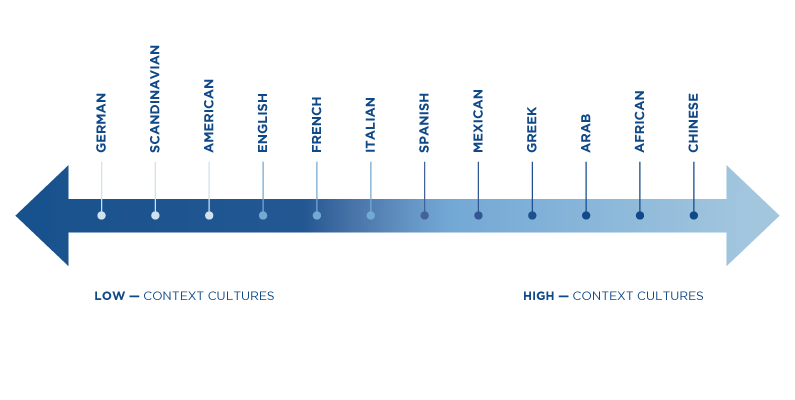 GERMAN
SCANDINAVIAN
AMERICAN
ENGLISH
FRENCH
ITALIAN
SPANISH
MEXICAN
GREEK
ARAB
AFRICAN
CHINESE
LOW — CONTEXT CULTURES
HIGH — CONTEXT CULTURES